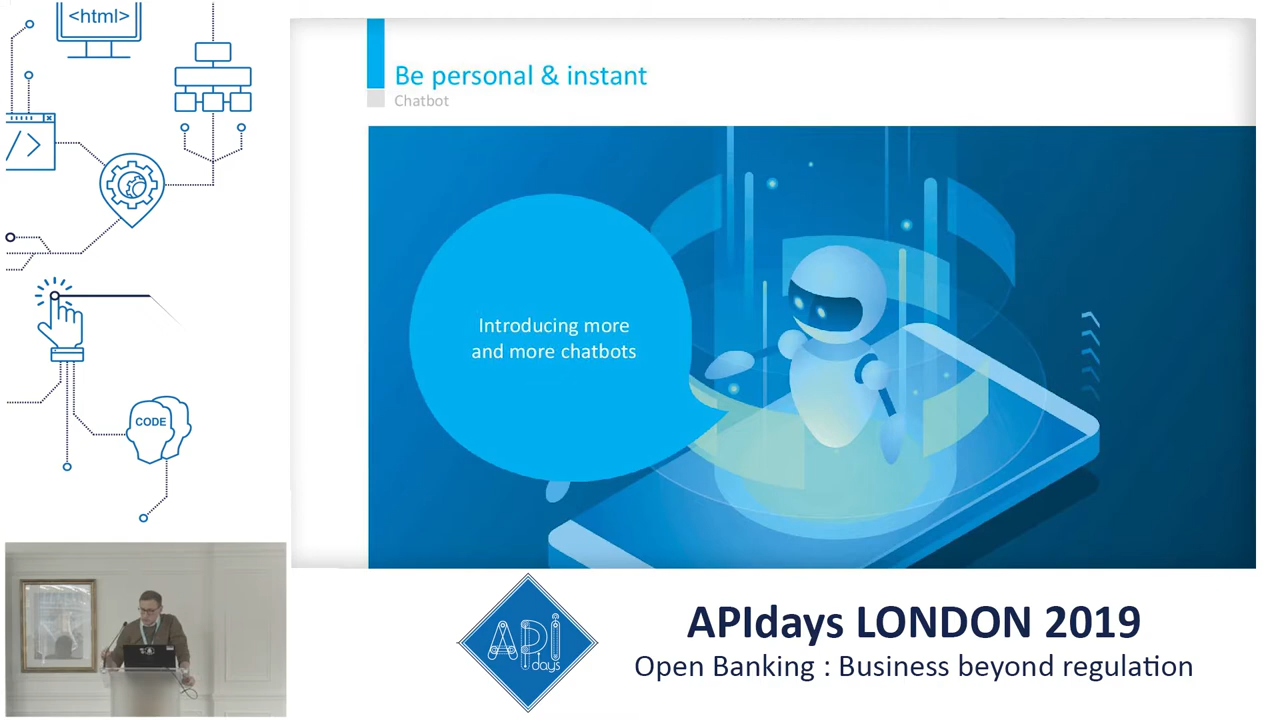 <html>
</>
CODE
Be personal & instant
Chatbot
Introducing more
and more chatbots
API
days
APIdays LONDON 2019
Open Banking : Business beyond regulation